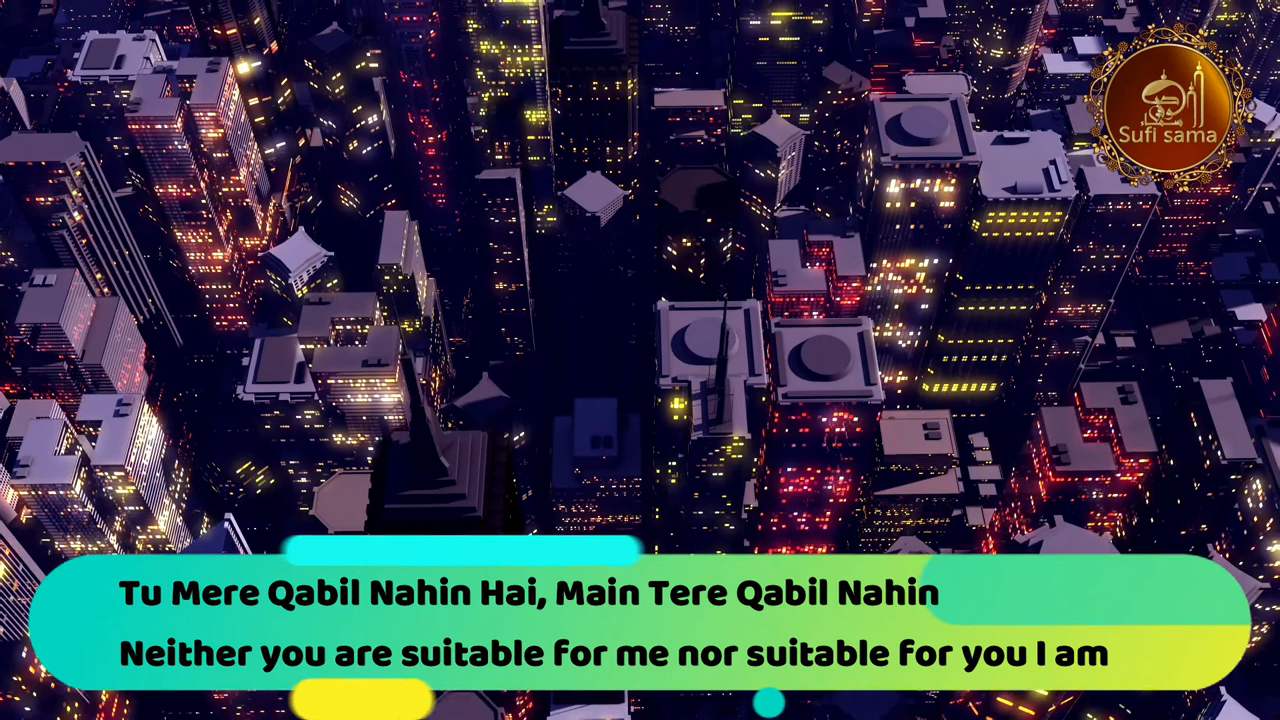 Sufi sama
Tu Mere Qabil Nahin Hai, Main Tere Qabil Nahin
Neither you are suitable for me nor suitable for you I am